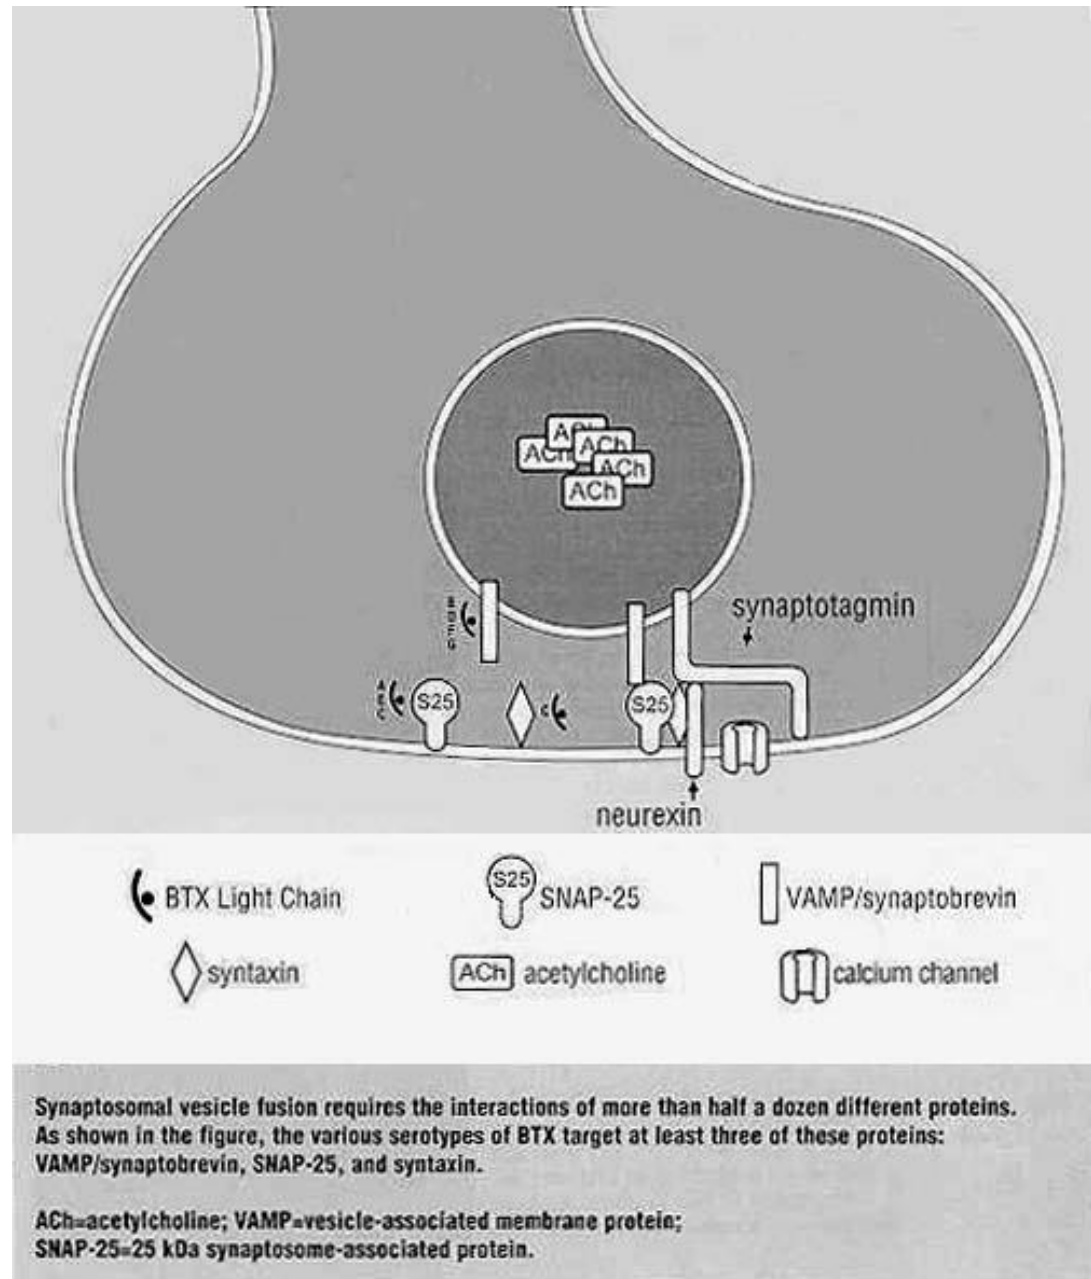 ACh
ACh
ACh
ACh
ACh
synaptotagmin
S25
C
S25
neurexin
BTX Light Chain
S25
SNAP-25
VAMP/synaptobrevin
syntaxin
ACh
acetylcholine
calcium channel
Synaptosomal vesicle fusion requires the interactions of more than half a dozen different proteins.
As shown in the figure, the various serotypes of BTX target at least three of these proteins:
VAMP/synaptobrevin, SNAP-25, and syntaxin.
ACh=acetylcholine; VAMP=vesicle-associated membrane protein;
SNAP-25=25 kDa synaptosome-associated protein.